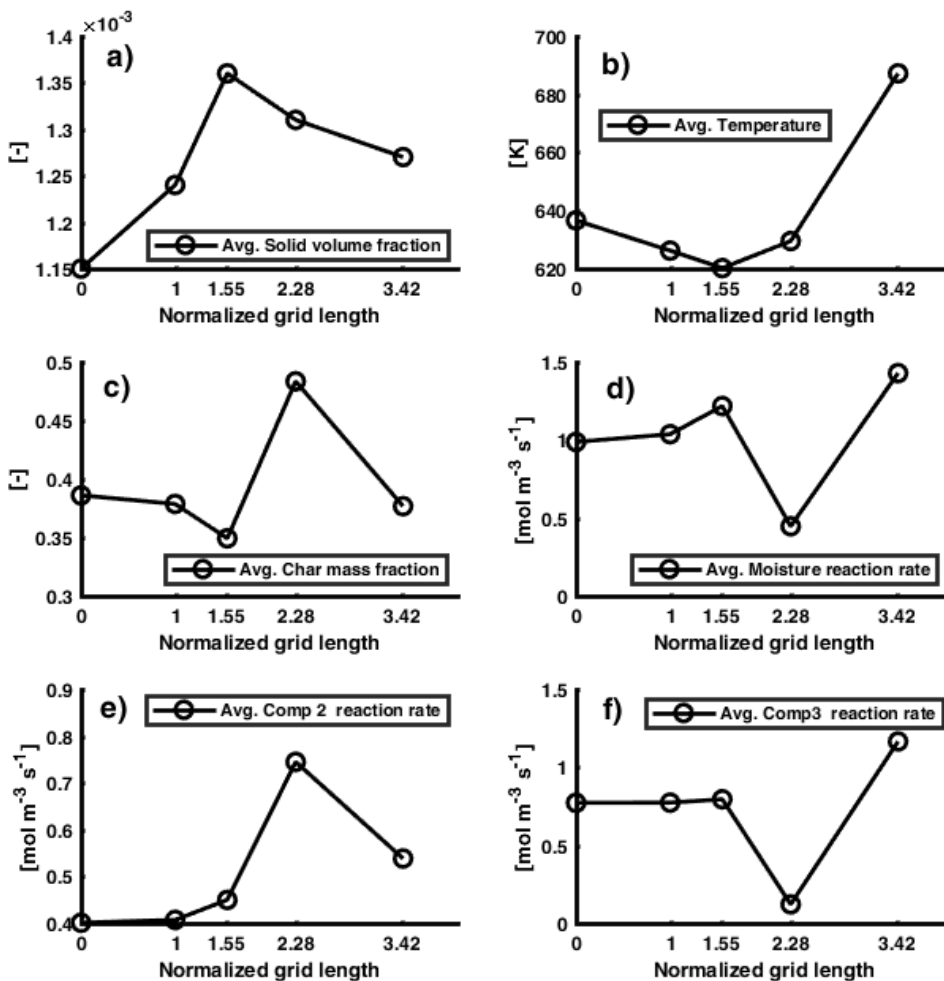 ×10⁻³
a)
1.4
1.35
1.3
1.25
1.2
1.15
[-]
Avg. Solid volume fraction
0 1 1.55 2.28 3.42
Normalized grid length
b)
700
680
660
640
620
[K]
Avg. Temperature
0 1 1.55 2.28 3.42
Normalized grid length
c)
0.5
0.45
0.4
0.35
0.3
[-]
Avg. Char mass fraction
0 1 1.55 2.28 3.42
Normalized grid length
d)
1.5
1
0.5
0
[mol m⁻³ s⁻¹]
Avg. Moisture reaction rate
0 1 1.55 2.28 3.42
Normalized grid length
e)
0.9
0.8
0.7
0.6
0.5
0.4
[mol m⁻³ s⁻¹]
Avg. Comp 2 reaction rate
0 1 1.55 2.28 3.42
Normalized grid length
f)
1.5
1
0.5
0
[mol m⁻³ s⁻¹]
Avg. Comp3 reaction rate
0 1 1.55 2.28 3.42
Normalized grid length